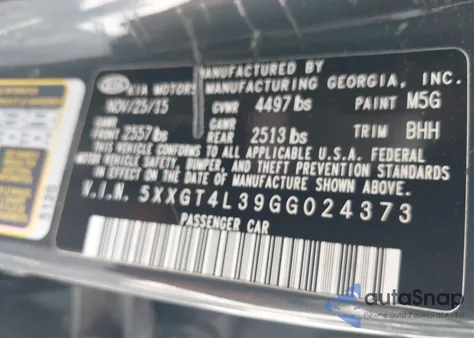 MANUFACTURED BY
KIA MOTORS MANUFACTURING GEORGIA, INC.
NOV/25/15 GVWR 4497 lbs PAINT M5G
GAWR GAWR
FRONT 2557 lbs REAR 2513 lbs TRIM BHH
THIS VEHICLE CONFORMS TO ALL APPLICABLE U.S.A. FEDERAL
MOTOR VEHICLE SAFETY, BUMPER, AND THEFT PREVENTION STANDARDS
IN EFFECT ON THE DATE OF MANUFACTURE SHOWN ABOVE.
V.I.N. 5XXGT4L39GG024373
PASSENGER CAR
5120
autaSnap